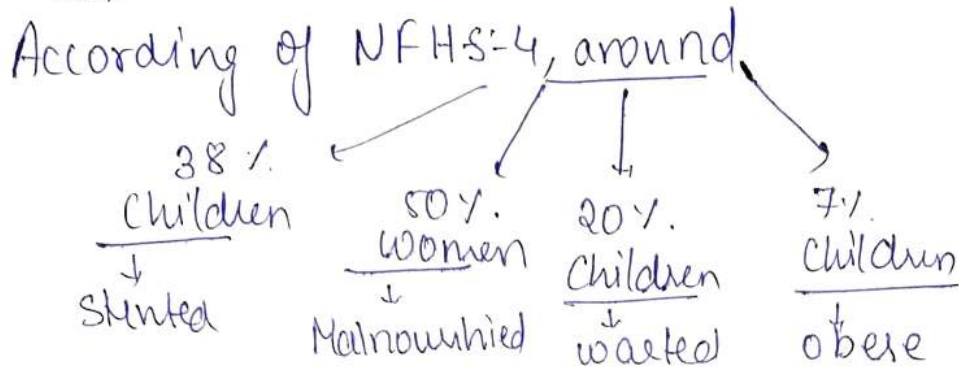 According of NFHS-4, around
38%. 50%. 20%. 7%.
Children women Children Children
Stunted Malnourished wasted obese